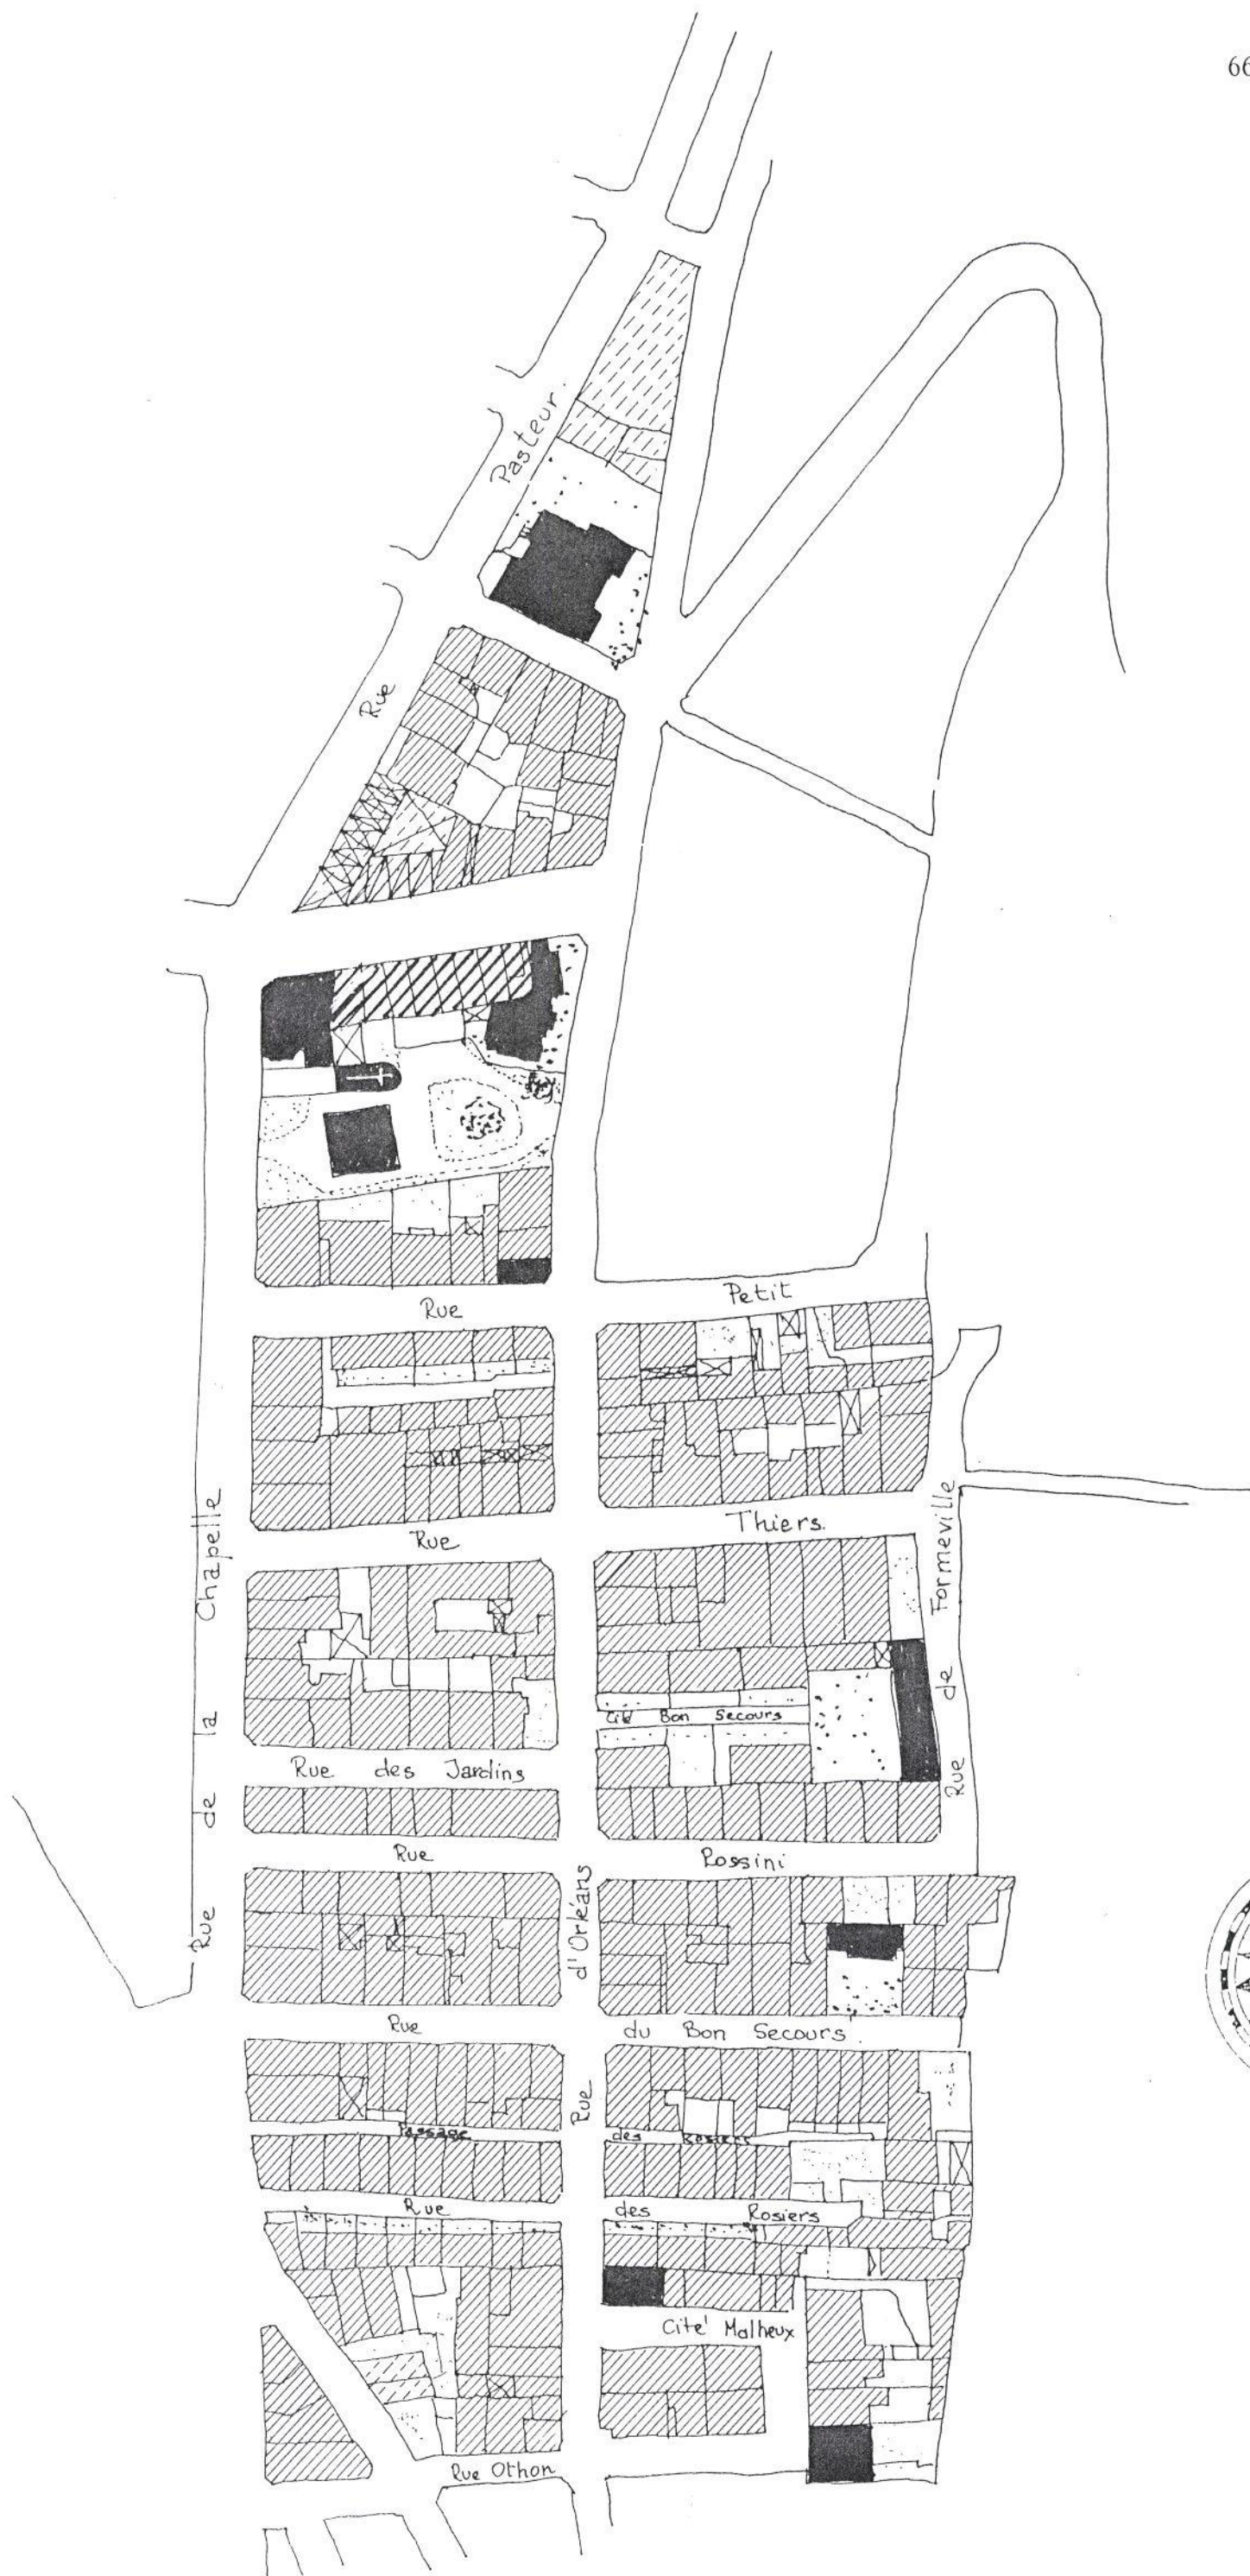 66
Rue Pasteur.
Rue Petit
Rue Thiers.
Rue de la Chapelle
Rue de Formeville
Cité Bon Secours
Rue des Jardins
Rue Rossini
Rue d'Orléans
Rue du Bon Secours.
Passage des Rosiers
Rue des Rosiers
Cité Malheux
Rue Othon